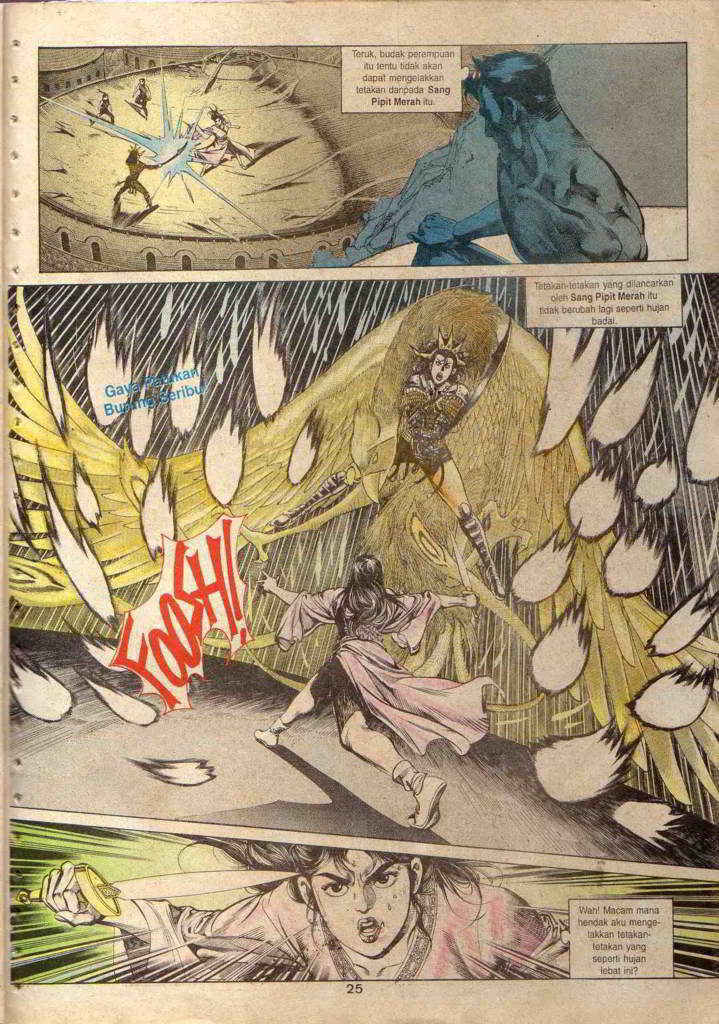 Teruk, budak perampuan
itu tentu tidak akan
dapat mengelakkan
tetakan daripada Sang
Pipit Merah itu.
Tetakan-tetakan yang dilancarkan
oleh Sang Pipit Merah itu
tidak berubah lagi seperti hujan
badai.
Gaya
Burung Seribu!
FOOSH!
Wah! Macam mana
hendak aku menge-
lakkan tetakan-
tetakan yang
seperti hujan
lebat ini?
25